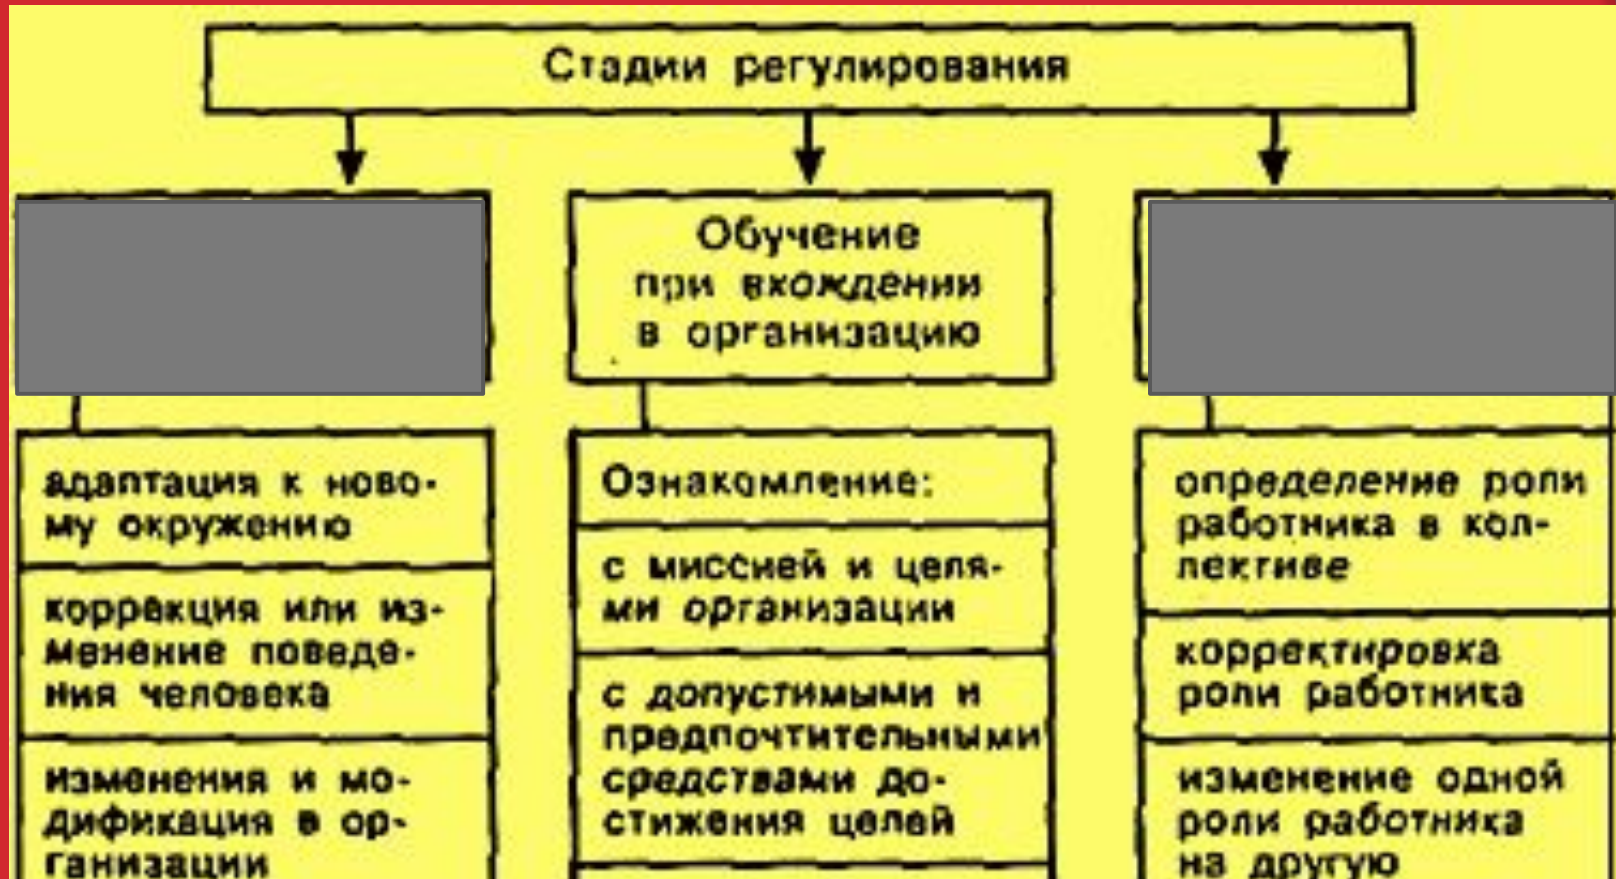 Стадии регулирования
Обучение
при вхождении
в организацию
адаптация к ново-
му окружению
коррекция или из-
менение поведе-
ния человека
изменения и мо-
дификация в ор-
ганизации
Ознакомление:
с миссией и целя-
ми организации
с допустимыми и
предпочтительными
средствами до-
стижения целей
определение роли
работника в кол-
лективе
корректировка
роли работника
изменение одной
роли работника
на другую